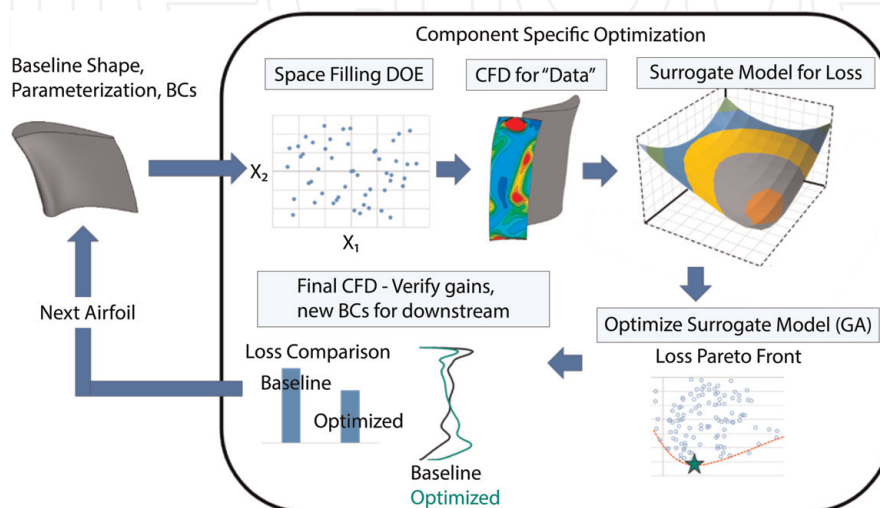 Component Specific Optimization
Baseline Shape,
Parameterization, BCs
Space Filling DOE
CFD for “Data”
Surrogate Model for Loss
X₂
X₁
Final CFD - Verify gains,
new BCs for downstream
Next Airfoil
Optimize Surrogate Model (GA)
Loss Pareto Front
Loss Comparison
Baseline
Optimized
Baseline
Optimized